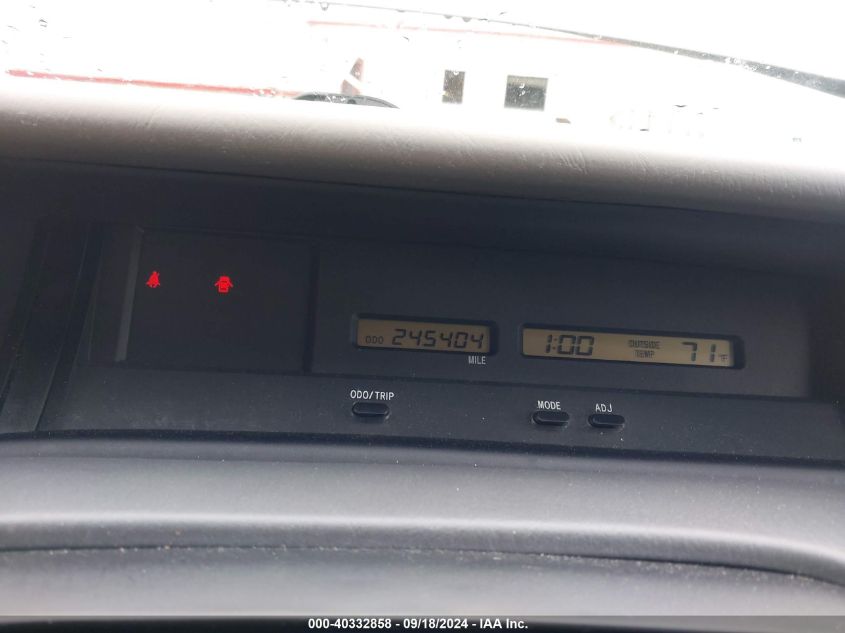 ODO 245404
MILE
1:00 OUTSIDE TEMP 71°F
ODO/TRIP
MODE
ADJ
000-40332858 - 09/18/2024 - IAA Inc.